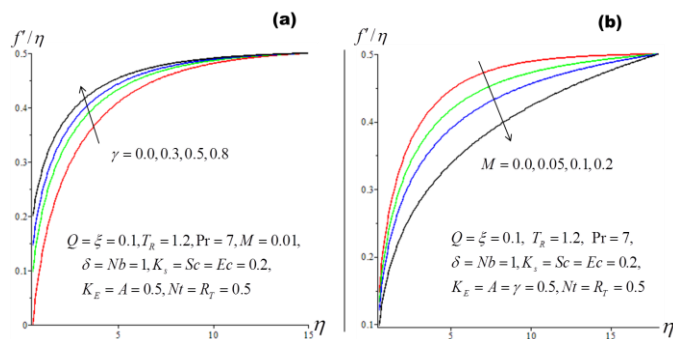 (a)
f'/η
0.5
0.4
0.3
0.2
0.1
0
5
10
15
η
γ = 0.0, 0.3, 0.5, 0.8
Q = ξ = 0.1, T_R = 1.2, Pr = 7, M = 0.01,
δ = Nb = 1, K_s = Sc = Ec = 0.2,
K_E = A = 0.5, Nt = R_T = 0.5
(b)
f'/η
0.5
0.4
0.3
0.2
0.1
5
10
15
η
M = 0.0, 0.05, 0.1, 0.2
Q = ξ = 0.1, T_R = 1.2, Pr = 7,
δ = Nb = 1, K_s = Sc = Ec = 0.2,
K_E = A = γ = 0.5, Nt = R_T = 0.5